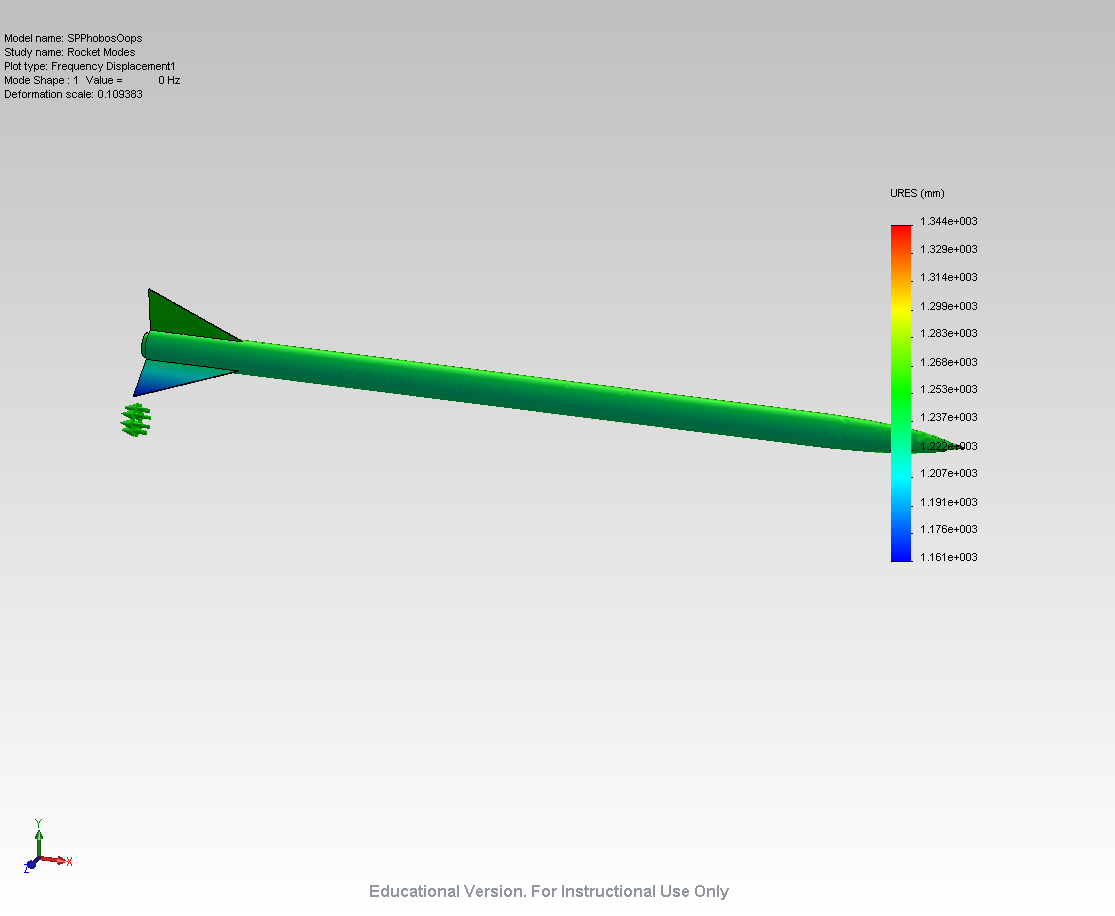 Model name: SPPhobosOops
Study name: Rocket Modes
Plot type: Frequency Displacement1
Mode Shape : 1 Value = 0 Hz
Deformation scale: 0.109383
URES (mm)
1.344e+003
1.329e+003
1.314e+003
1.299e+003
1.283e+003
1.268e+003
1.253e+003
1.237e+003
1.222e+003
1.207e+003
1.191e+003
1.176e+003
1.161e+003
Y
X
Z
Educational Version. For Instructional Use Only